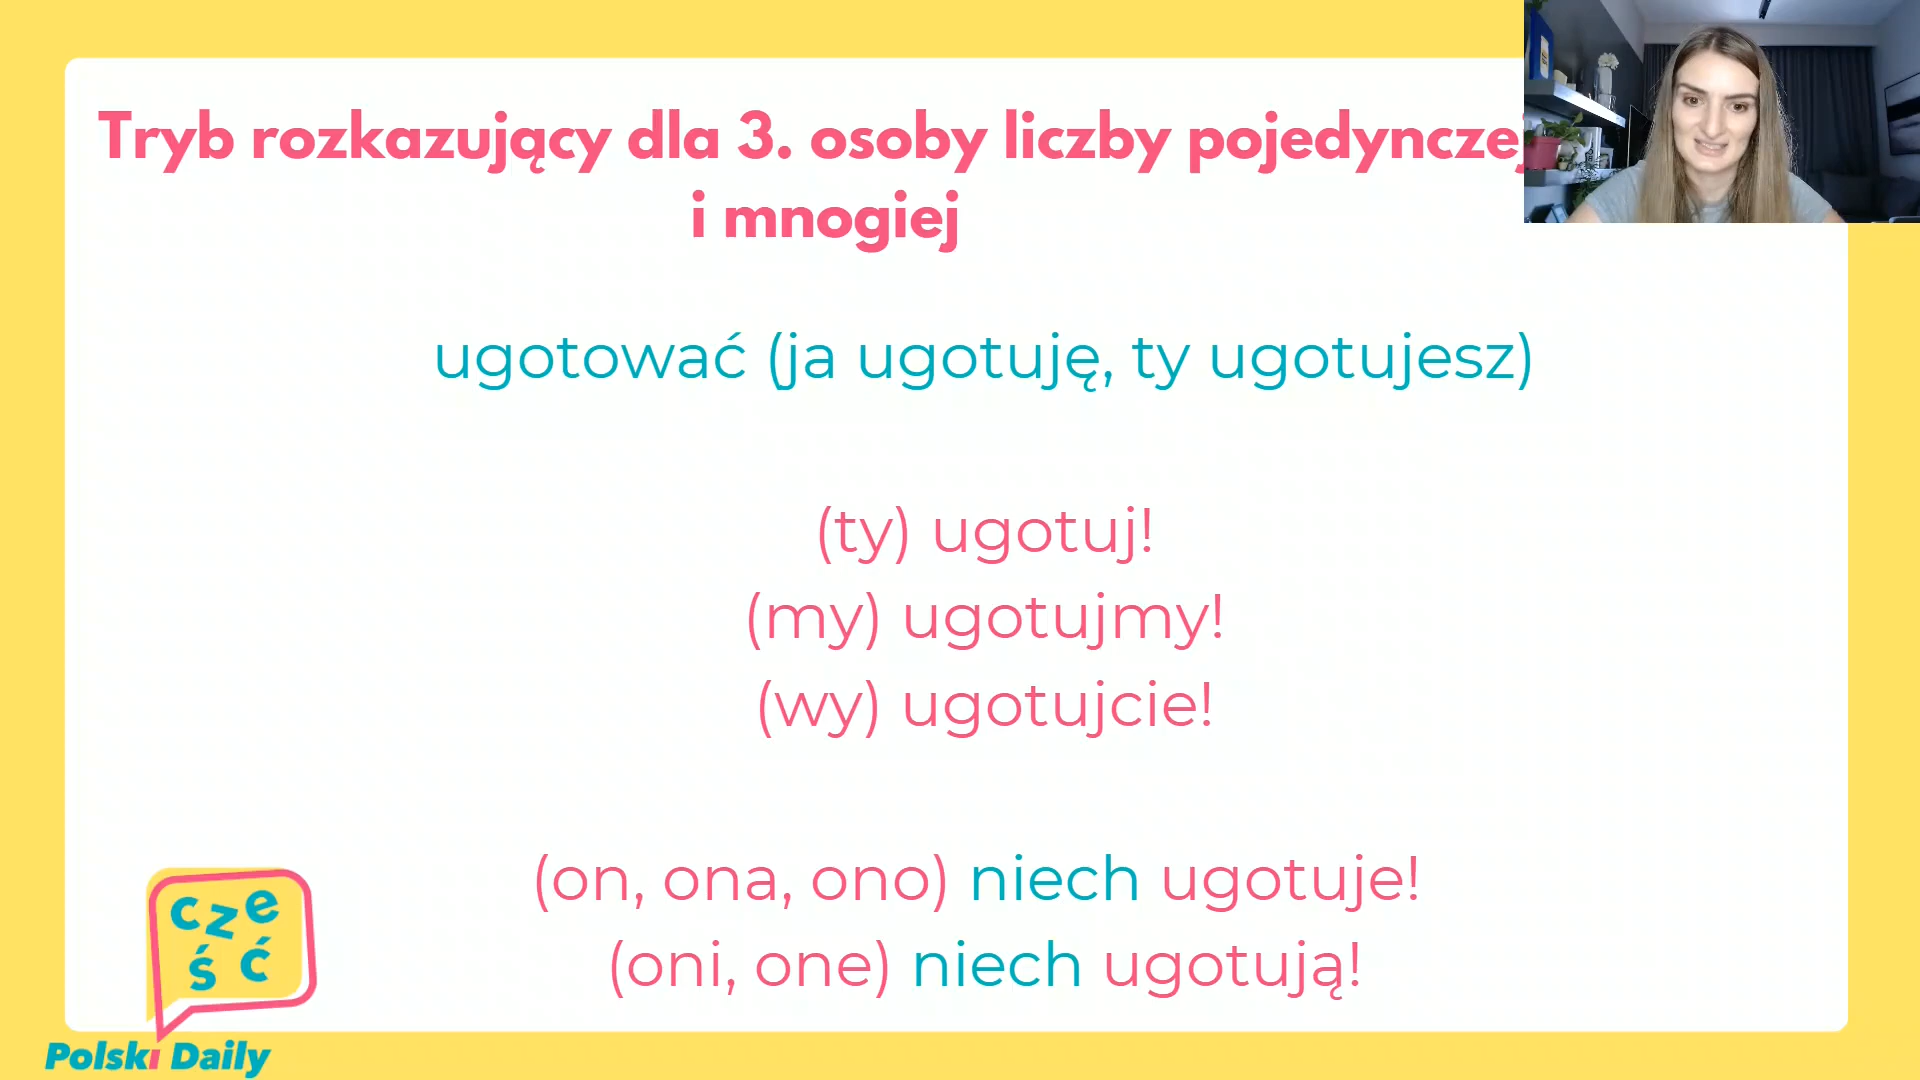 Tryb rozkazujący dla 3. osoby liczby pojedynczej
i mnogiej
ugotować (ja ugotuję, ty ugotujesz)
(ty) ugotuj!
(my) ugotujmy!
(wy) ugotujcie!
(on, ona, ono) niech ugotuje!
(oni, one) niech ugotują!
cze
ść
Polski Daily